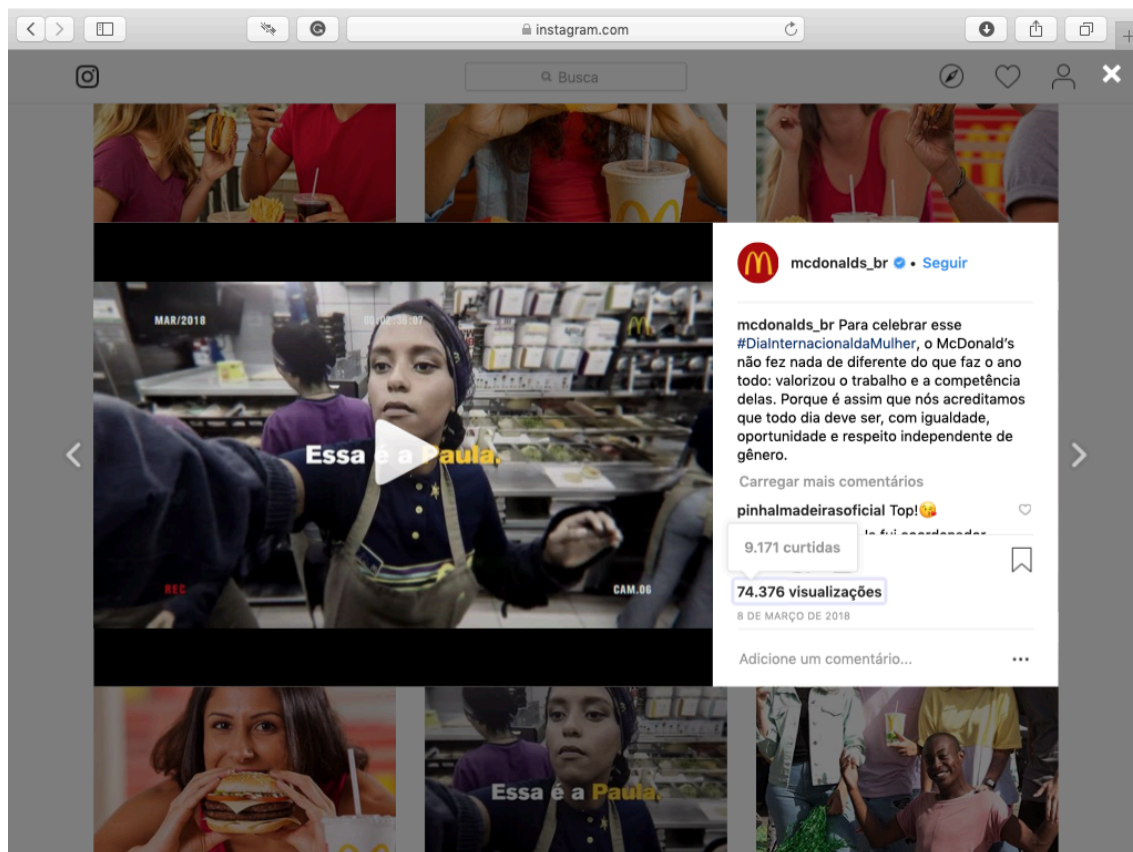 instagram.com
Busca
MAR/2018
Essa é a Paula.
REC
CAM.06
mcdonalds_br • Seguir
mcdonalds_br Para celebrar esse
#DiaInternacionaldaMulher, o McDonald's
não fez nada de diferente do que faz o ano
todo: valorizou o trabalho e a competência
delas. Porque é assim que nós acreditamos
que todo dia deve ser, com igualdade,
oportunidade e respeito independente de
gênero.
Carregar mais comentários
pinhalmadeirasoficial Top!😘
9.171 curtidas
74.376 visualizações
8 DE MARÇO DE 2018
Adicione um comentário...
Essa é a Paula.